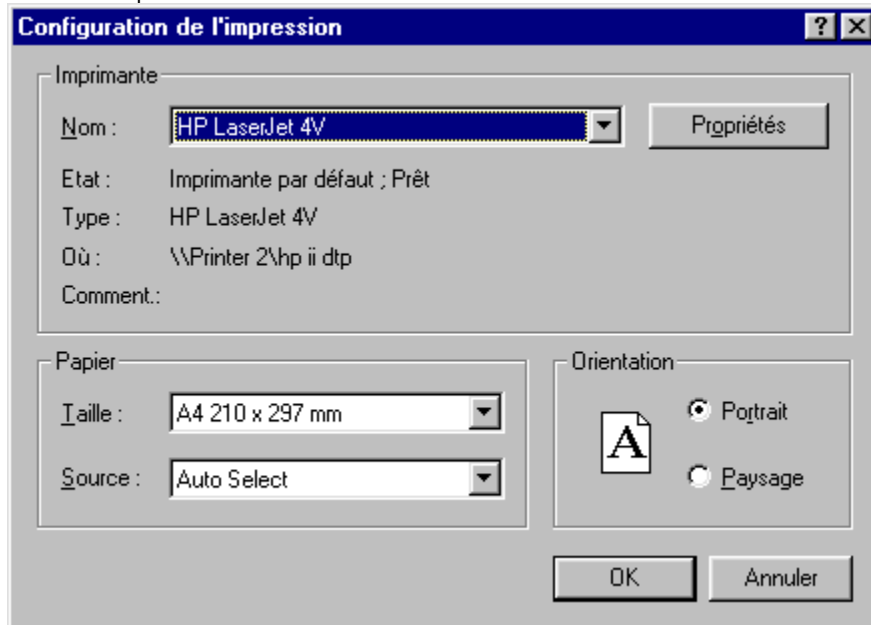 Configuration de l'impression
Imprimante
Nom : HP LaserJet 4V Propriétés
Etat : Imprimante par défaut ; Prêt
Type : HP LaserJet 4V
Où : \\Printer 2\hp ii dtp
Comment.:
Papier
Taille : A4 210 x 297 mm
Source : Auto Select
Orientation
A
Portrait
Paysage
OK Annuler